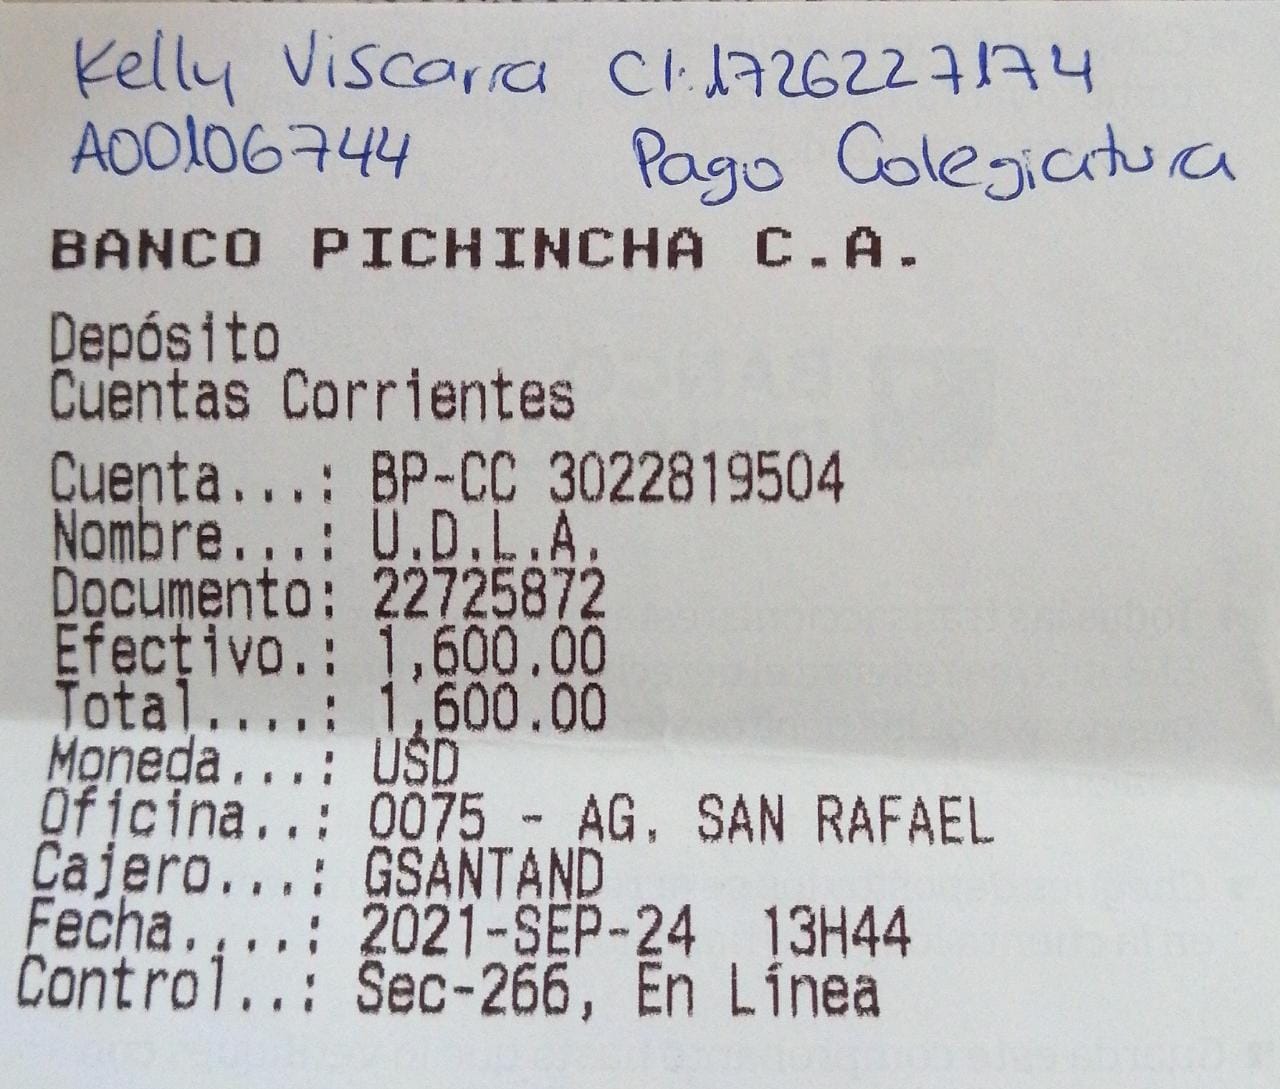 Kelly Viscarra CI:1726227174
A00106744 Pago Colegiatura
BANCO PICHINCHA C.A.
Depósito
Cuentas Corrientes
Cuenta...: BP-CC 3022819504
Nombre...: U.D.L.A.
Documento: 22725872
Efectivo.: 1,600.00
Total....: 1,600.00
Moneda...: USD
Oficina..: 0075 - AG. SAN RAFAEL
Cajero...: GSANTAND
Fecha....: 2021-SEP-24 13H44
Control..: Sec-266, En Línea